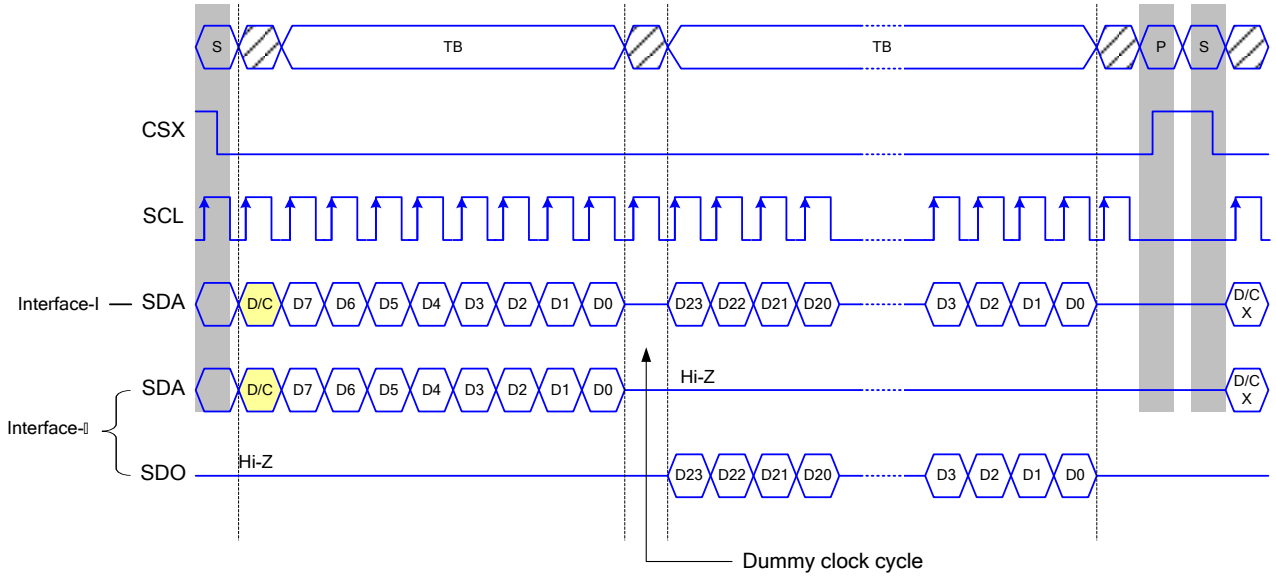 S TB TB P S
CSX
SCL
Interface-I SDA D/C D7 D6 D5 D4 D3 D2 D1 D0 D23 D22 D21 D20 D3 D2 D1 D0 D/C X
SDA D/C D7 D6 D5 D4 D3 D2 D1 D0 Hi-Z D/C X
Interface-
SDO Hi-Z D23 D22 D21 D20 D3 D2 D1 D0
Dummy clock cycle